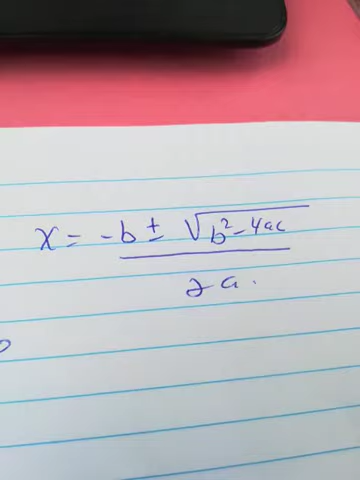 x = -b ± √b² - 4ac
2a.